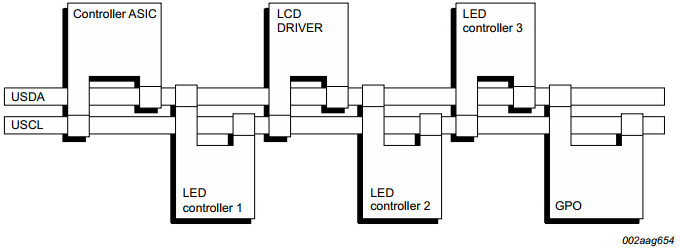 Controller ASIC
LCD
DRIVER
LED
controller 3
USDA
USCL
LED
controller 1
LED
controller 2
GPO
002aag654